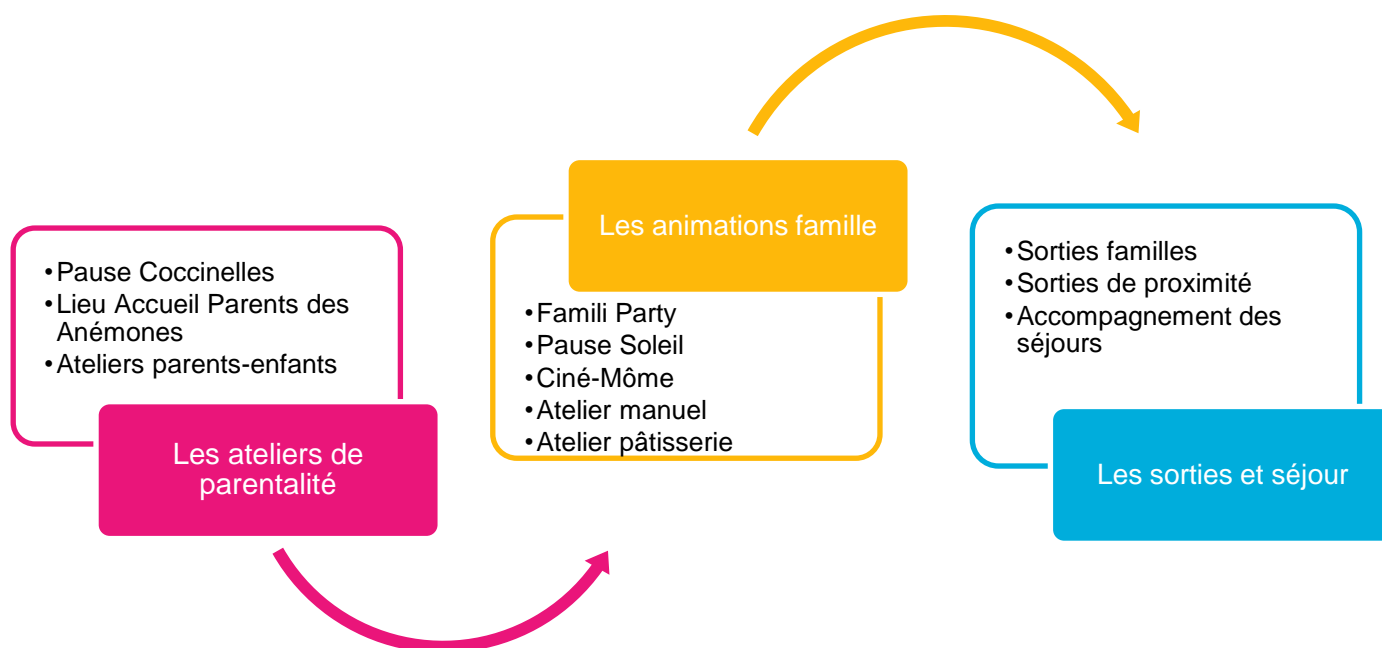 •Pause Coccinelles
•Lieu Accueil Parents des
Anémones
•Ateliers parents-enfants
Les ateliers de
parentalité
Les animations famille
•Famili Party
•Pause Soleil
•Ciné-Môme
•Atelier manuel
•Atelier pâtisserie
•Sorties familles
•Sorties de proximité
•Accompagnement des
séjours
Les sorties et séjour